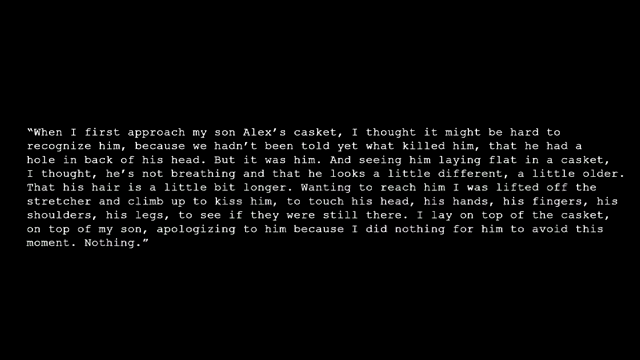 “When I first approach my son Alex’s casket, I thought it might be hard to
recognize him, because we hadn’t been told yet what killed him, that he had a
hole in back of his head. But it was him. And seeing him laying flat in a casket,
I thought, he’s not breathing and that he looks a little different, a little older.
That his hair is a little bit longer. Wanting to reach him I was lifted off the
stretcher and climb up to kiss him, to touch his head, his hands, his fingers, his
shoulders, his legs, to see if they were still there. I lay on top of the casket,
on top of my son, apologizing to him because I did nothing for him to avoid this
moment. Nothing.”